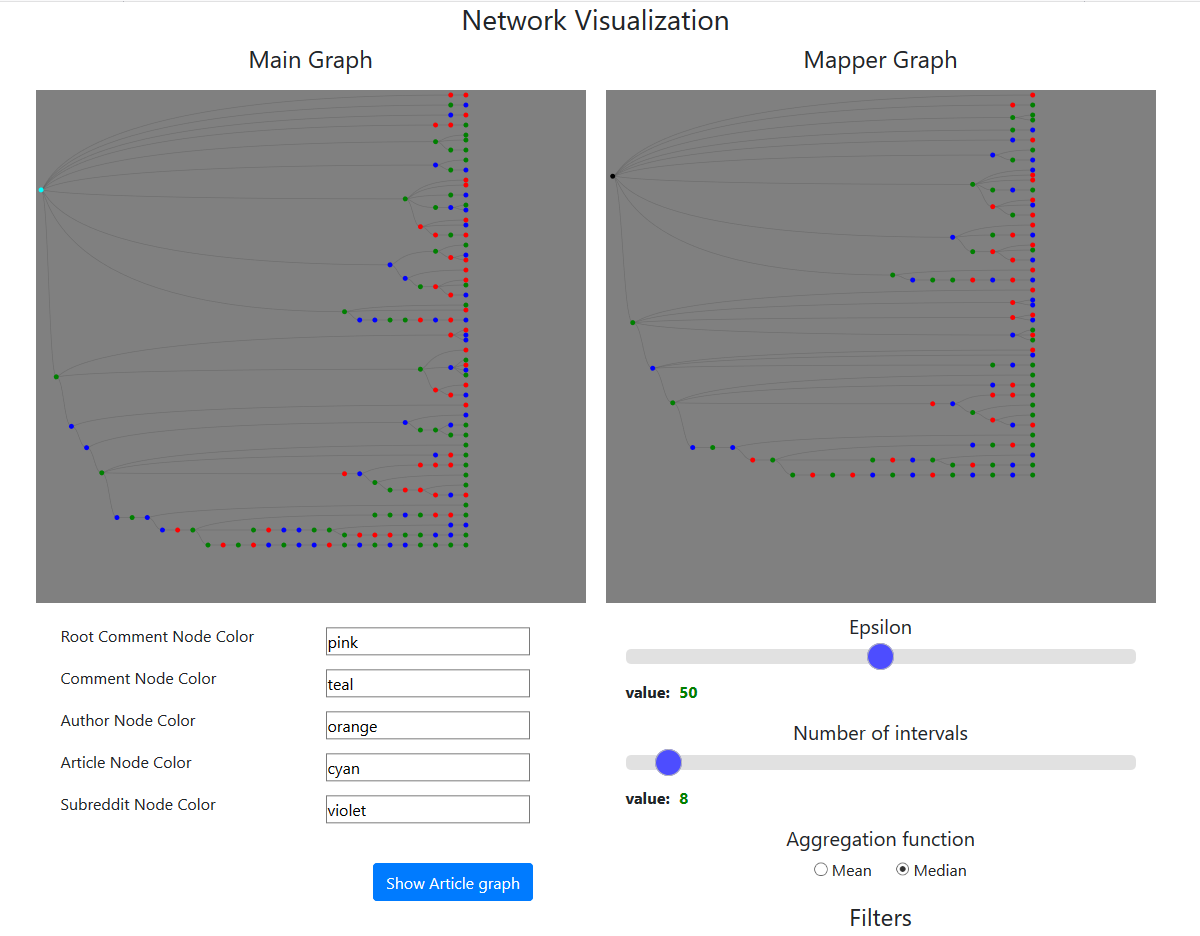 Network Visualization
Main Graph
Mapper Graph
Root Comment Node Color
pink
Comment Node Color
teal
Author Node Color
orange
Article Node Color
cyan
Subreddit Node Color
violet
Show Article graph
Epsilon
value: 50
Number of intervals
value: 8
Aggregation function
Mean Median
Filters